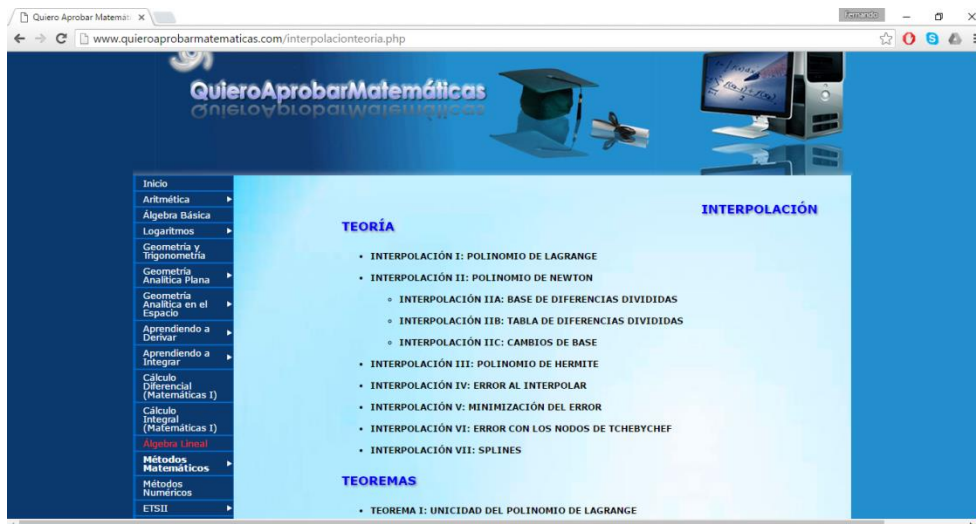 Quiero Aprobar Matemát
Fernando
www.quieroaprobarmatematicas.com/interpolacionteoria.php
QuieroAprobarMatemáticas
Inicio
Aritmética
Álgebra Básica
Logaritmos
Geometría y
Trigonometría
Geometría
Analítica Plana
Geometría
Analítica en el
Espacio
Aprendiendo a
Derivar
Aprendiendo a
Integrar
Cálculo
Diferencial
(Matemáticas I)
Cálculo
Integral
(Matemáticas I)
Álgebra Lineal
Métodos
Matemáticos
Métodos
Numéricos
ETSII
INTERPOLACIÓN
TEORÍA
INTERPOLACIÓN I: POLINOMIO DE LAGRANGE
INTERPOLACIÓN II: POLINOMIO DE NEWTON
INTERPOLACIÓN IIA: BASE DE DIFERENCIAS DIVIDIDAS
INTERPOLACIÓN IIB: TABLA DE DIFERENCIAS DIVIDIDAS
INTERPOLACIÓN IIC: CAMBIOS DE BASE
INTERPOLACIÓN III: POLINOMIO DE HERMITE
INTERPOLACIÓN IV: ERROR AL INTERPOLAR
INTERPOLACIÓN V: MINIMIZACIÓN DEL ERROR
INTERPOLACIÓN VI: ERROR CON LOS NODOS DE TCHEBYCHEF
INTERPOLACIÓN VII: SPLINES
TEOREMAS
TEOREMA I: UNICIDAD DEL POLINOMIO DE LAGRANGE